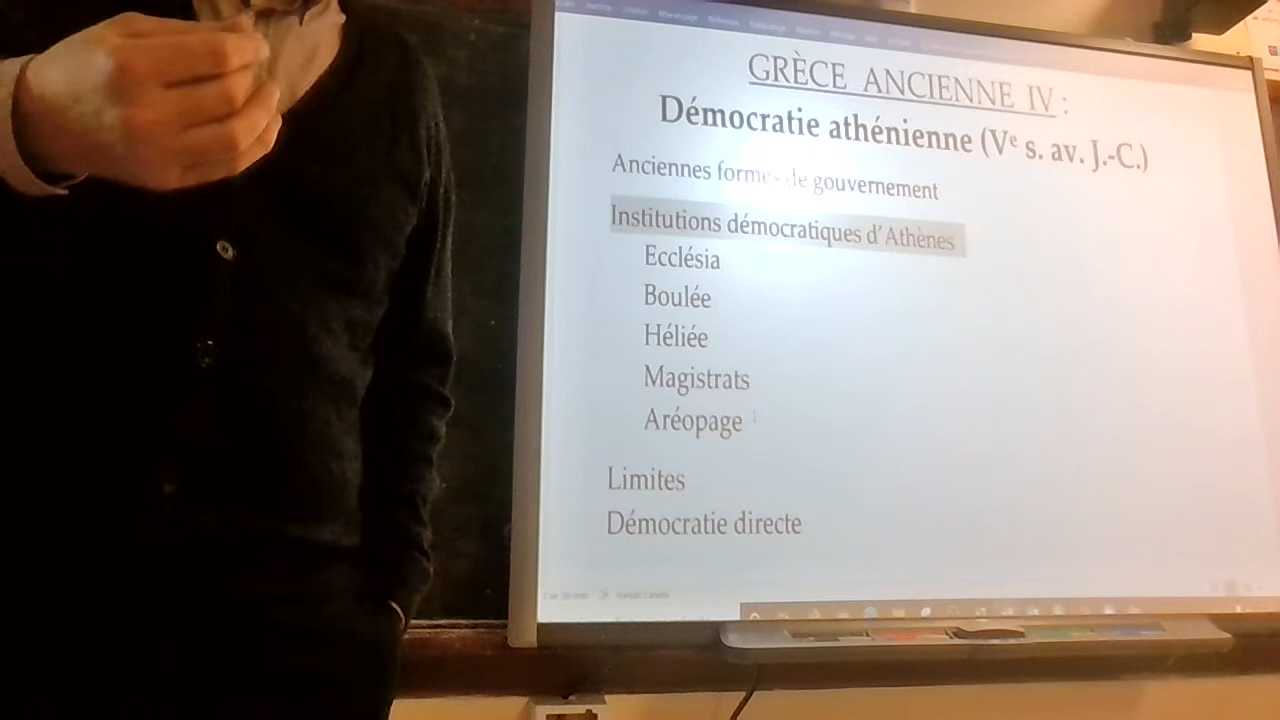 GRÈCE ANCIENNE IV :
Démocratie athénienne (Vᵉ s. av. J.-C.)
Anciennes formes de gouvernement
Institutions démocratiques d'Athènes
Ecclésia
Boulée
Héliée
Magistrats
Aréopage
Limites
Démocratie directe